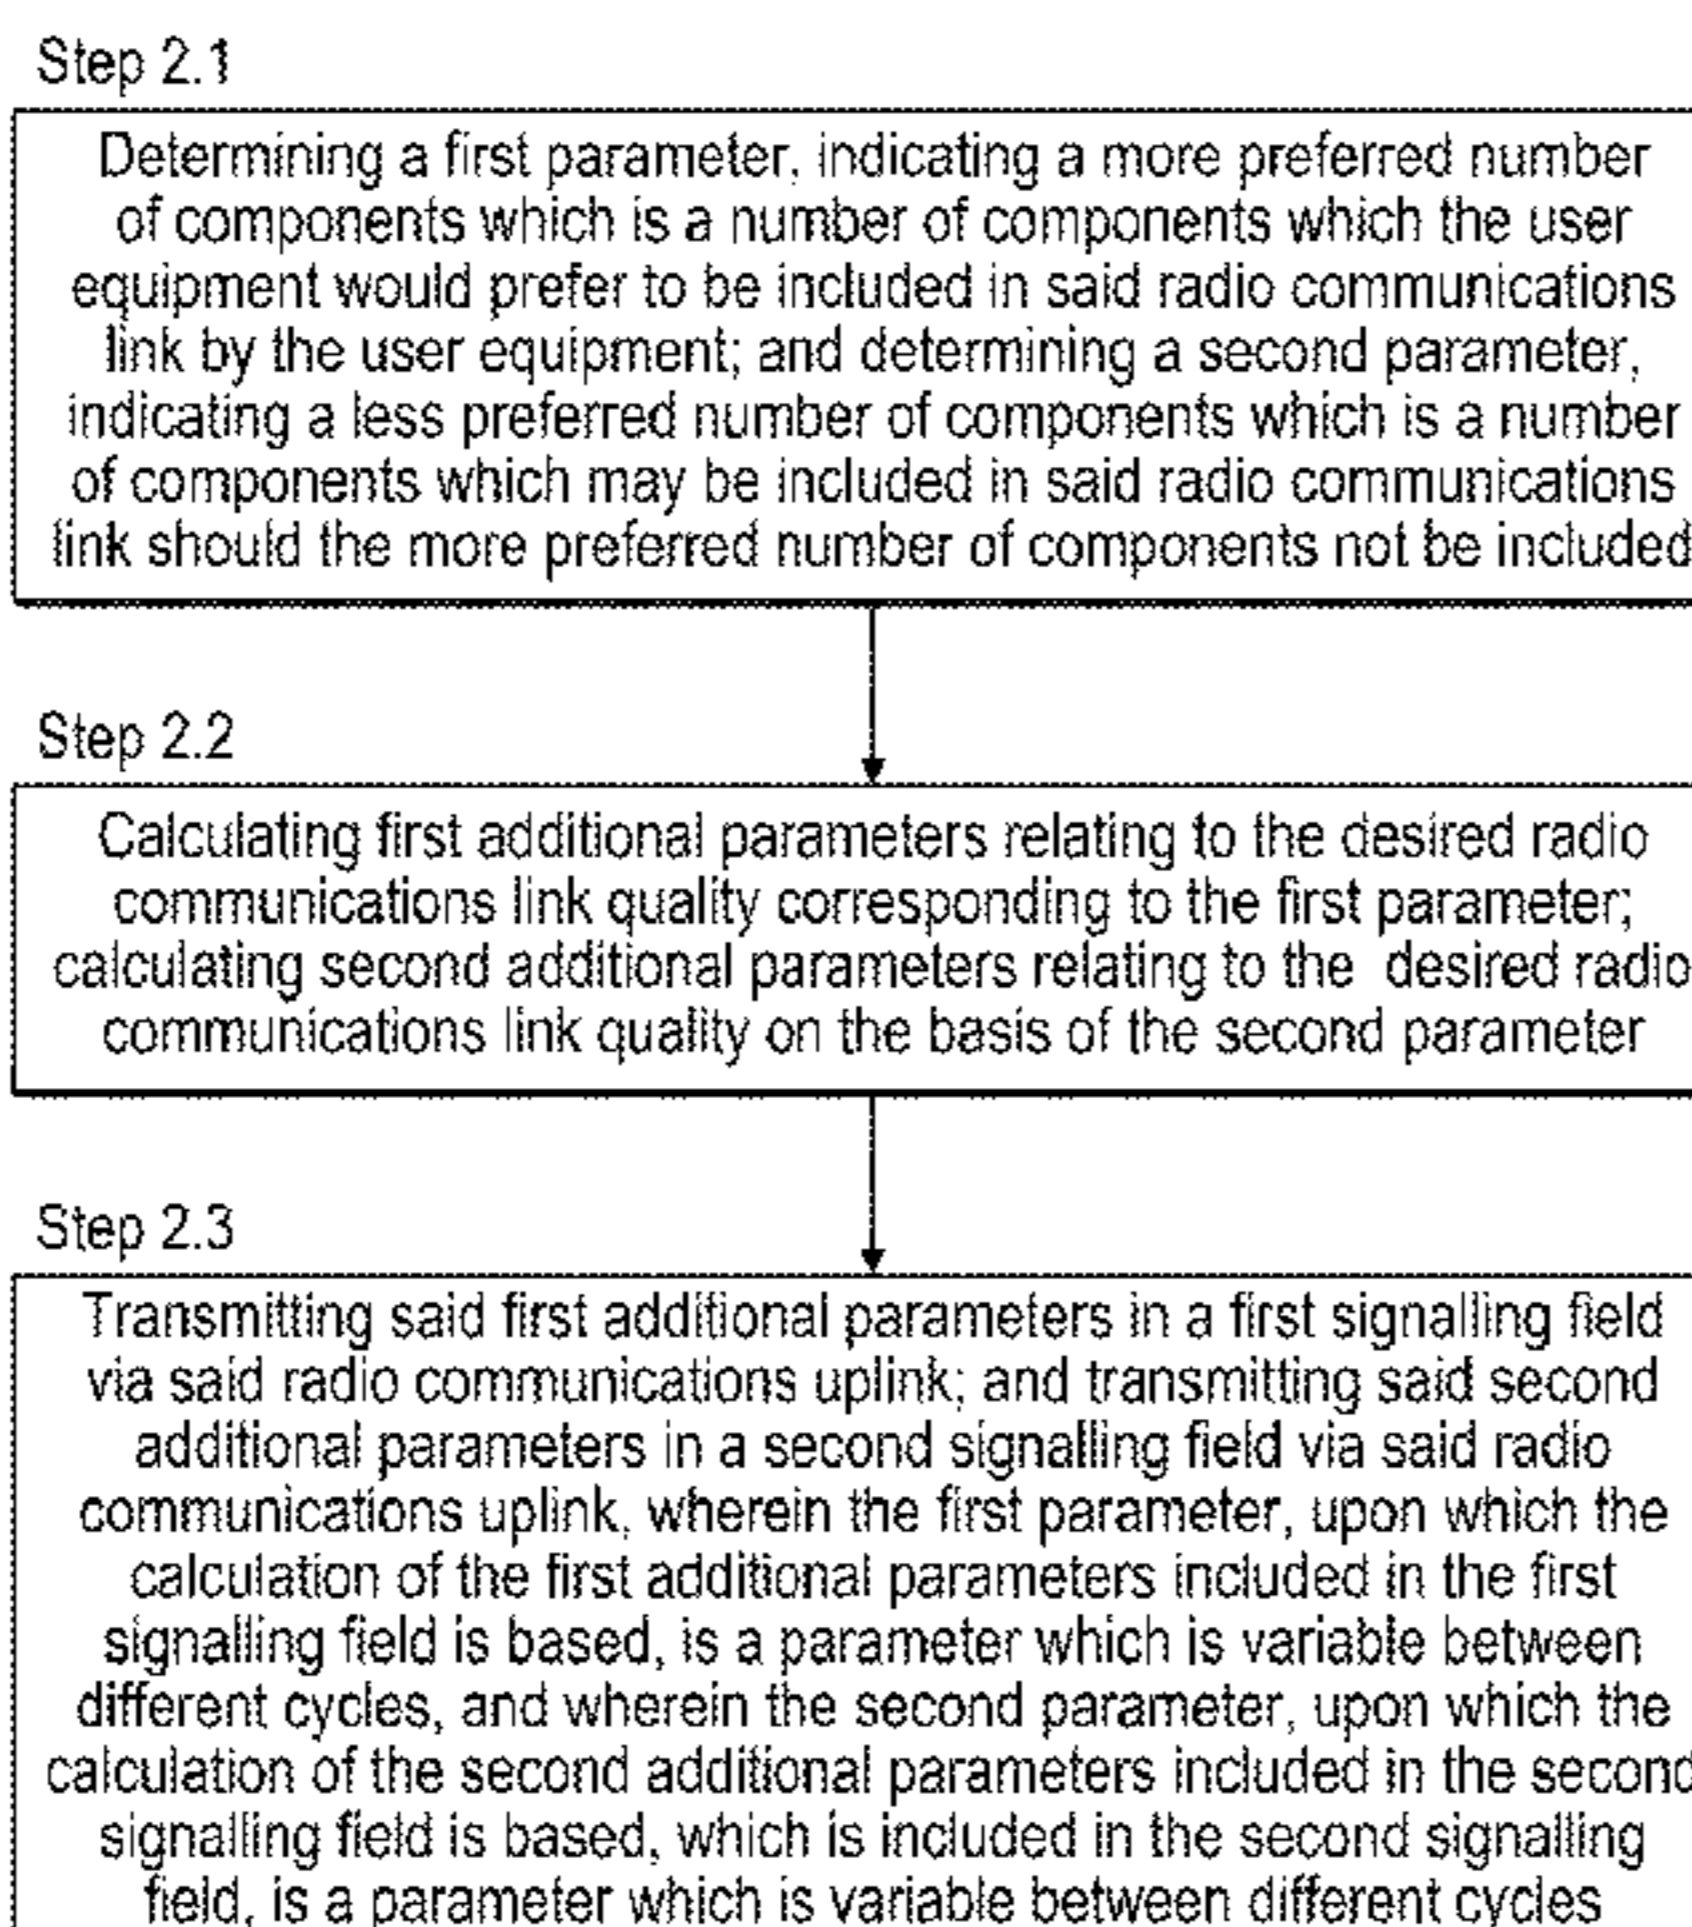 Step 2.1
Determining a first parameter, indicating a more preferred number
of components which is a number of components which the user
equipment would prefer to be included in said radio communications
link by the user equipment; and determining a second parameter,
indicating a less preferred number of components which is a number
of components which may be included in said radio communications
link should the more preferred number of components not be included
Step 2.2
Calculating first additional parameters relating to the desired radio
communications link quality corresponding to the first parameter;
calculating second additional parameters relating to the desired radio
communications link quality on the basis of the second parameter
Step 2.3
Transmitting said first additional parameters in a first signalling field
via said radio communications uplink; and transmitting said second
additional parameters in a second signalling field via said radio
communications uplink, wherein the first parameter, upon which the
calculation of the first additional parameters included in the first
signalling field is based, is a parameter which is variable between
different cycles, and wherein the second parameter, upon which the
calculation of the second additional parameters included in the second
signalling field is based, which is included in the second signalling
field, is a parameter which is variable between different cycles